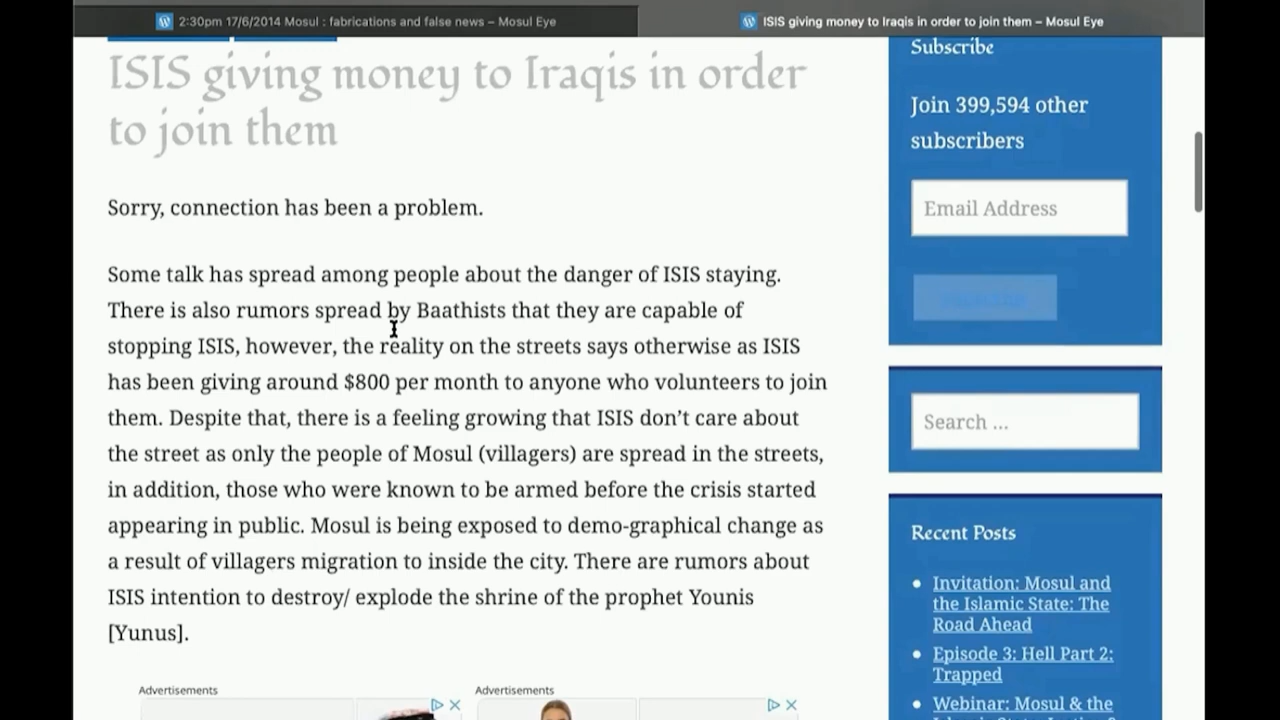 2:30pm 17/6/2014 Mosul : fabrications and false news – Mosul Eye
ISIS giving money to Iraqis in order to join them – Mosul Eye
ISIS giving money to Iraqis in order
to join them
Sorry, connection has been a problem.
Some talk has spread among people about the danger of ISIS staying.
There is also rumors spread by Baathists that they are capable of
stopping ISIS, however, the reality on the streets says otherwise as ISIS
has been giving around $800 per month to anyone who volunteers to join
them. Despite that, there is a feeling growing that ISIS don’t care about
the street as only the people of Mosul (villagers) are spread in the streets,
in addition, those who were known to be armed before the crisis started
appearing in public. Mosul is being exposed to demo-graphical change as
a result of villagers migration to inside the city. There are rumors about
ISIS intention to destroy/ explode the shrine of the prophet Younis
[Yunus].
Advertisements
Advertisements
Subscribe
Join 399,594 other
subscribers
Email Address
Search ...
Recent Posts
Invitation: Mosul and
the Islamic State: The
Road Ahead
Episode 3: Hell Part 2:
Trapped
Webinar: Mosul & the